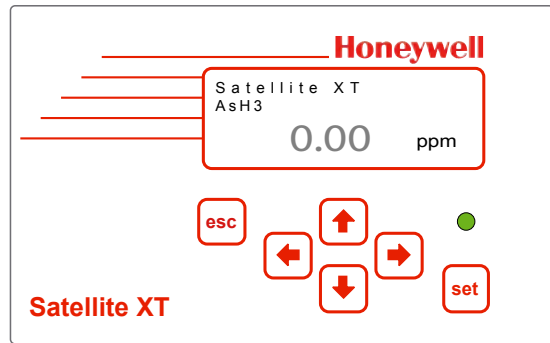 Honeywell
Satellite XT
AsH3
0.00 ppm
esc
set
Satellite XT